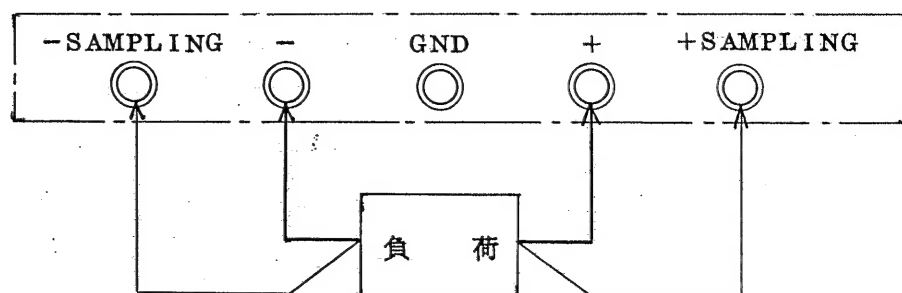 -SAMPLING - GND + +SAMPLING
負 荷